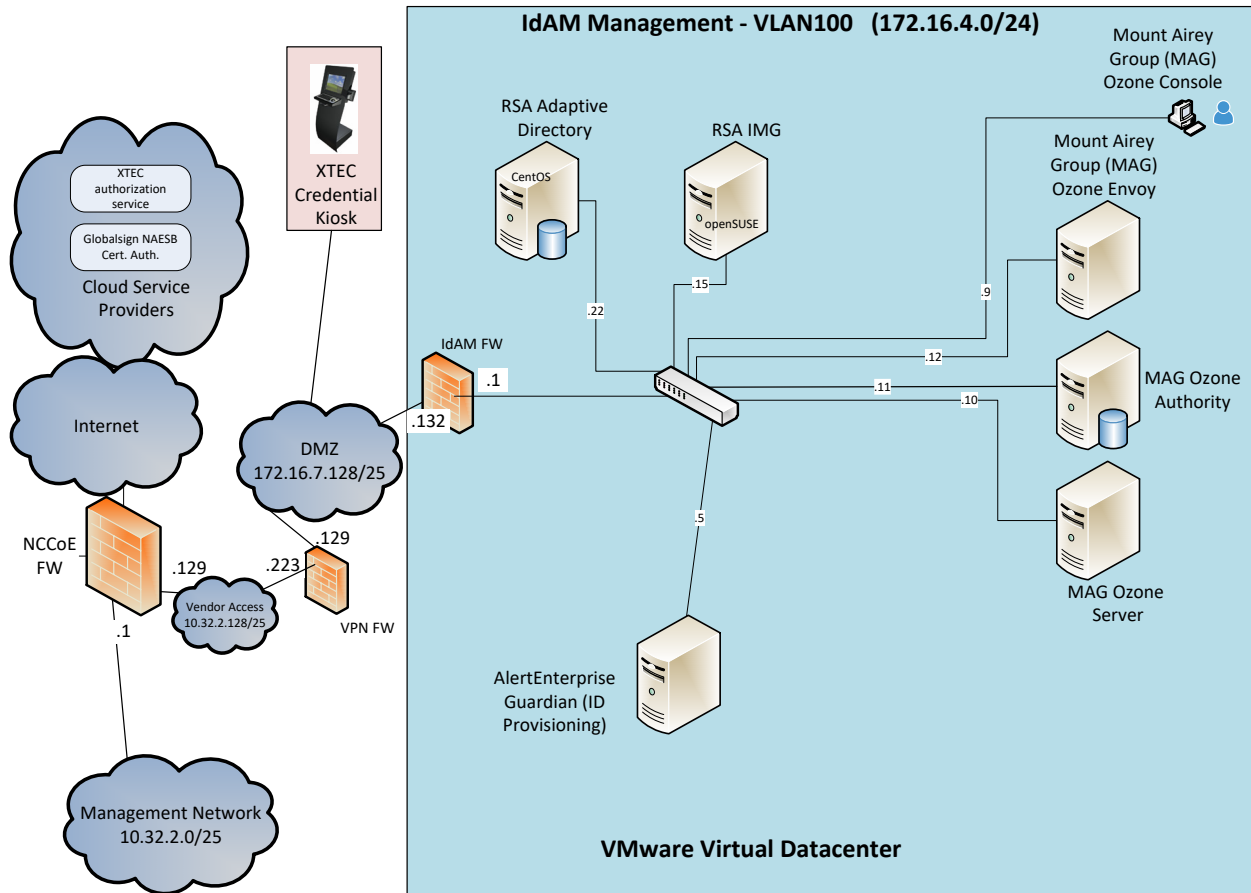 IdAM Management - VLAN100   (172.16.4.0/24)
Mount Airey
Group (MAG)
Ozone Console
RSA Adaptive
Directory
CentOS
RSA IMG
openSUSE
Mount Airey
Group (MAG)
Ozone Envoy
XTEC
authorization
service
Globalsign NAESB
Cert. Auth.
Cloud Service
Providers
XTEC
Credential
Kiosk
.15
.9
.22
.12
IdAM FW
.1
.11
.10
MAG Ozone
Authority
.132
Internet
DMZ
172.16.7.128/25
.5
NCCoE
FW
.129
.129
.223
Vendor Access
10.32.2.128/25
VPN FW
.1
MAG Ozone
Server
AlertEnterprise
Guardian (ID
Provisioning)
Management Network
10.32.2.0/25
VMware Virtual Datacenter